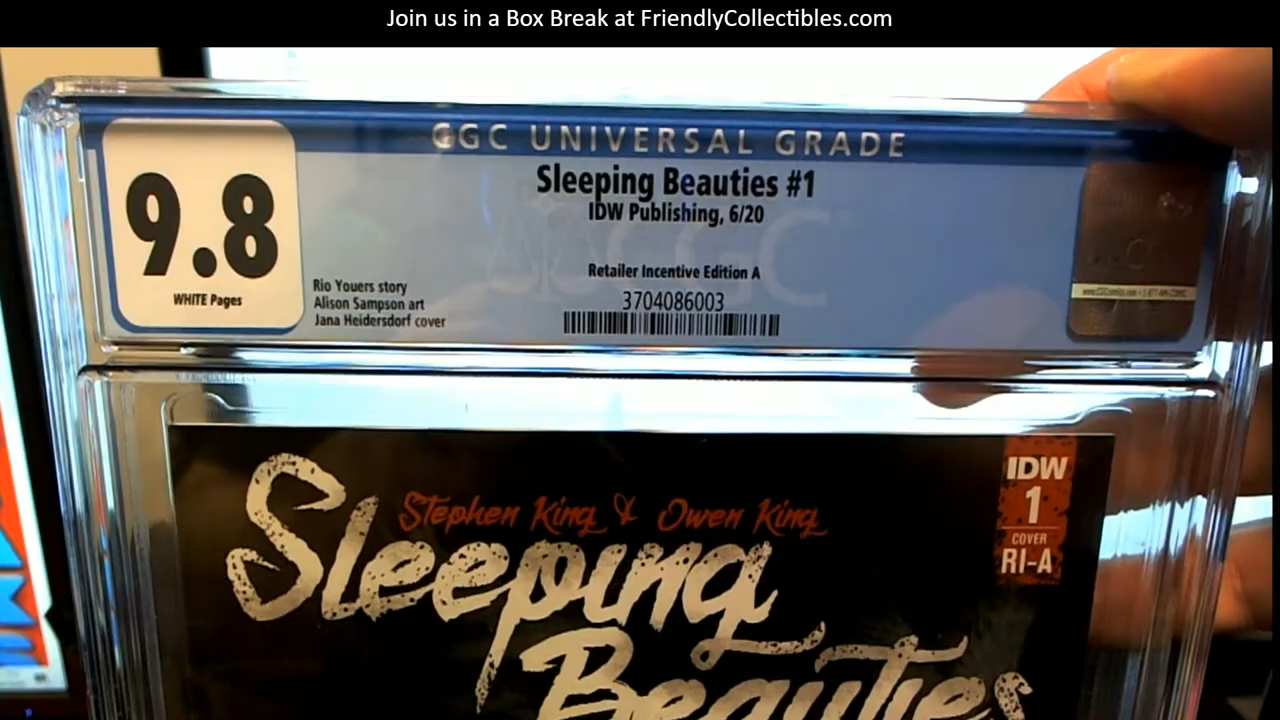 Join us in a Box Break at FriendlyCollectibles.com
CGC UNIVERSAL GRADE
9.8
WHITE Pages
Sleeping Beauties #1
IDW Publishing, 6/20
Retailer Incentive Edition A
3704086003
Rio Youers story
Alison Sampson art
Jana Heidersdorf cover
CGC
IDW
1
COVER
RI-A
Stephen King & Owen King
Sleeping
Beauties